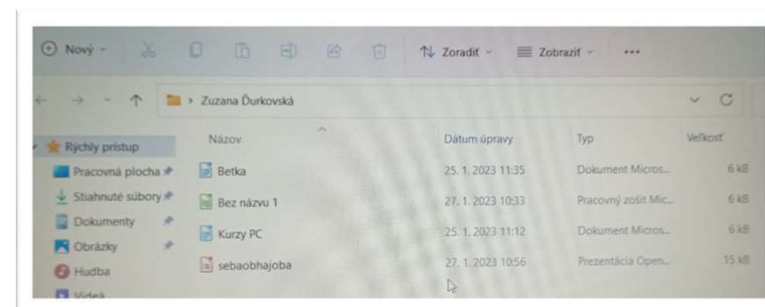 Nový
Zoradiť
Zobraziť
Zuzana Ďurkovská
Rýchly prístup
Pracovná plocha
Stiahnuté súbory
Dokumenty
Obrázky
Hudba
Videá
Názov Dátum úpravy Typ Veľkosť
Betka 25. 1. 2023 11:35 Dokument Micros... 6 kB
Bez názvu 1 27. 1. 2023 10:33 Pracovný zošit Mic... 6 kB
Kurzy PC 25. 1. 2023 11:12 Dokument Micros... 6 kB
sebaobhajoba 27. 1. 2023 10:56 Prezentácia Open... 15 kB